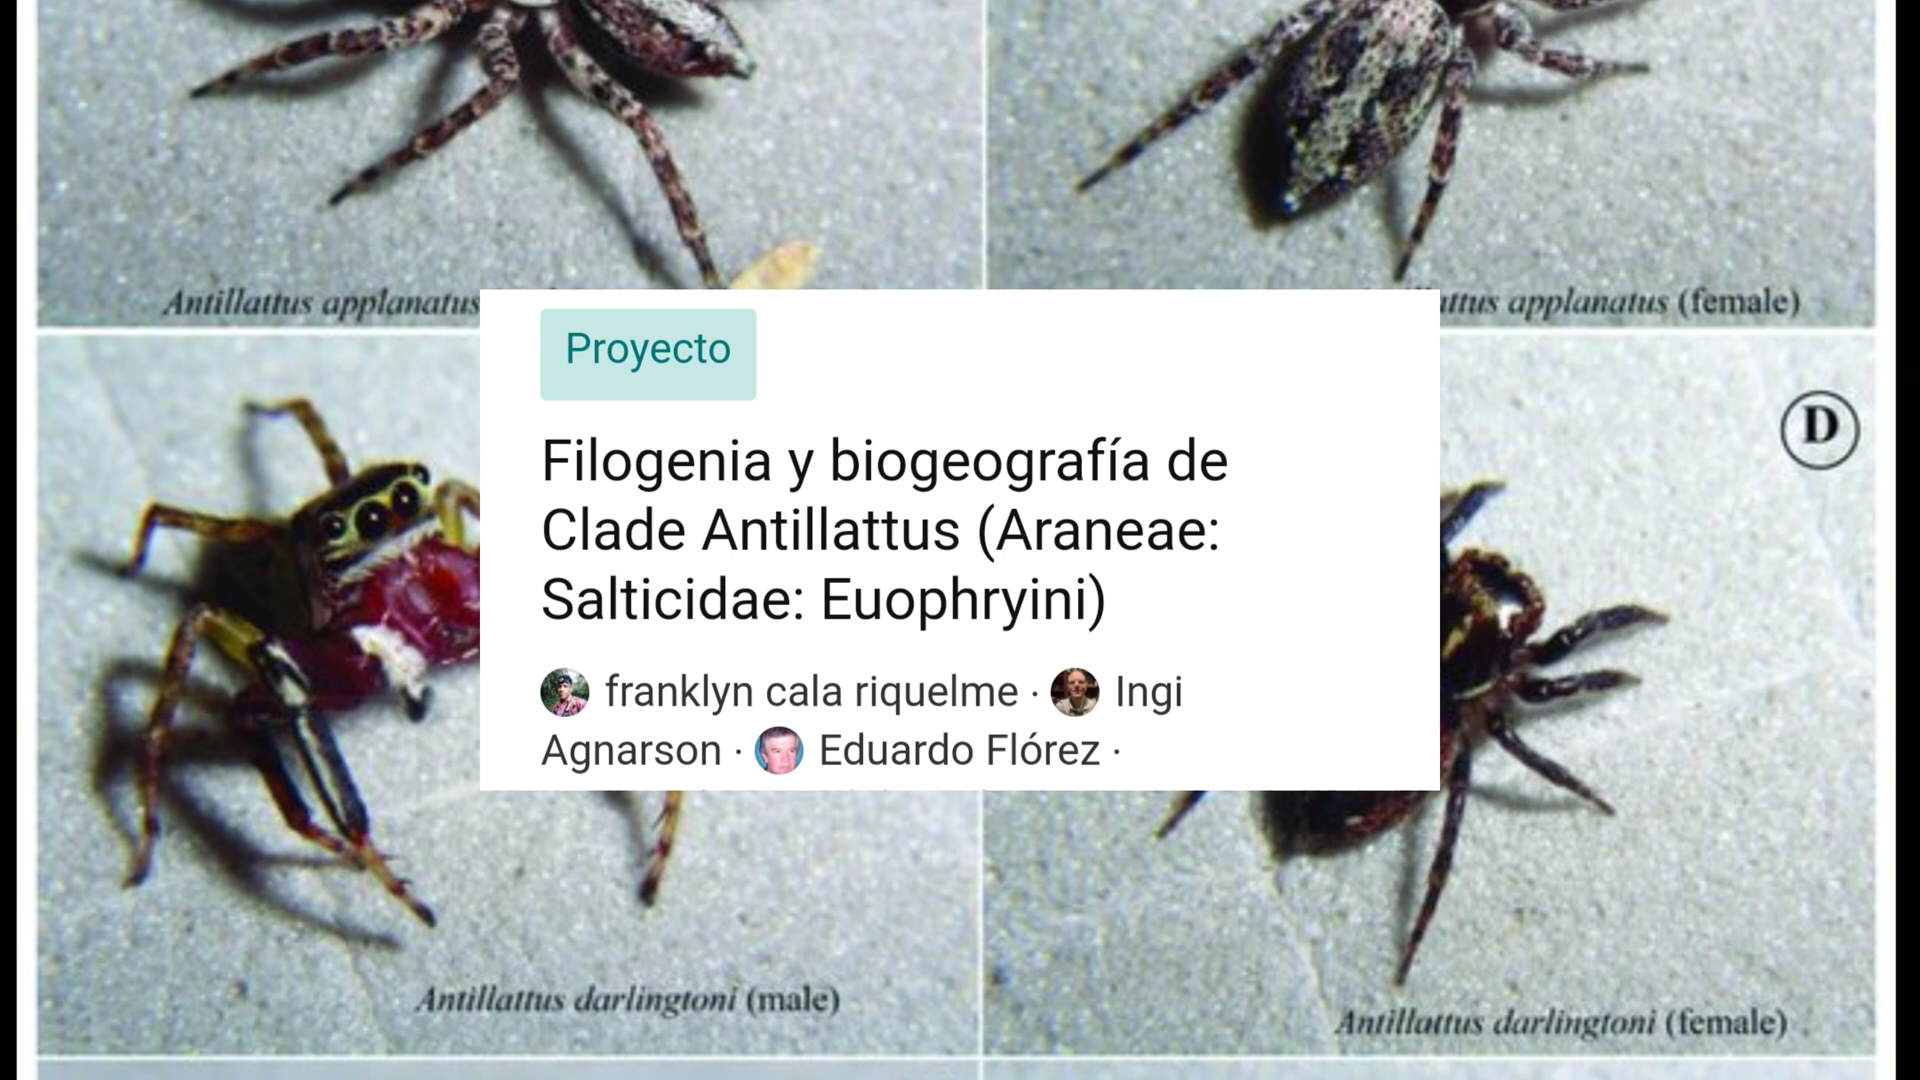 Antillattus applanatus
attus applanatus (female)
Proyecto
Filogenia y biogeografía de
Clade Antillattus (Araneae:
Salticidae: Euophryini)
franklyn cala riquelme · Ingi
Agnarson · Eduardo Flórez ·
D
Antillattus darlingtoni (male)
Antillattus darlingtoni (female)